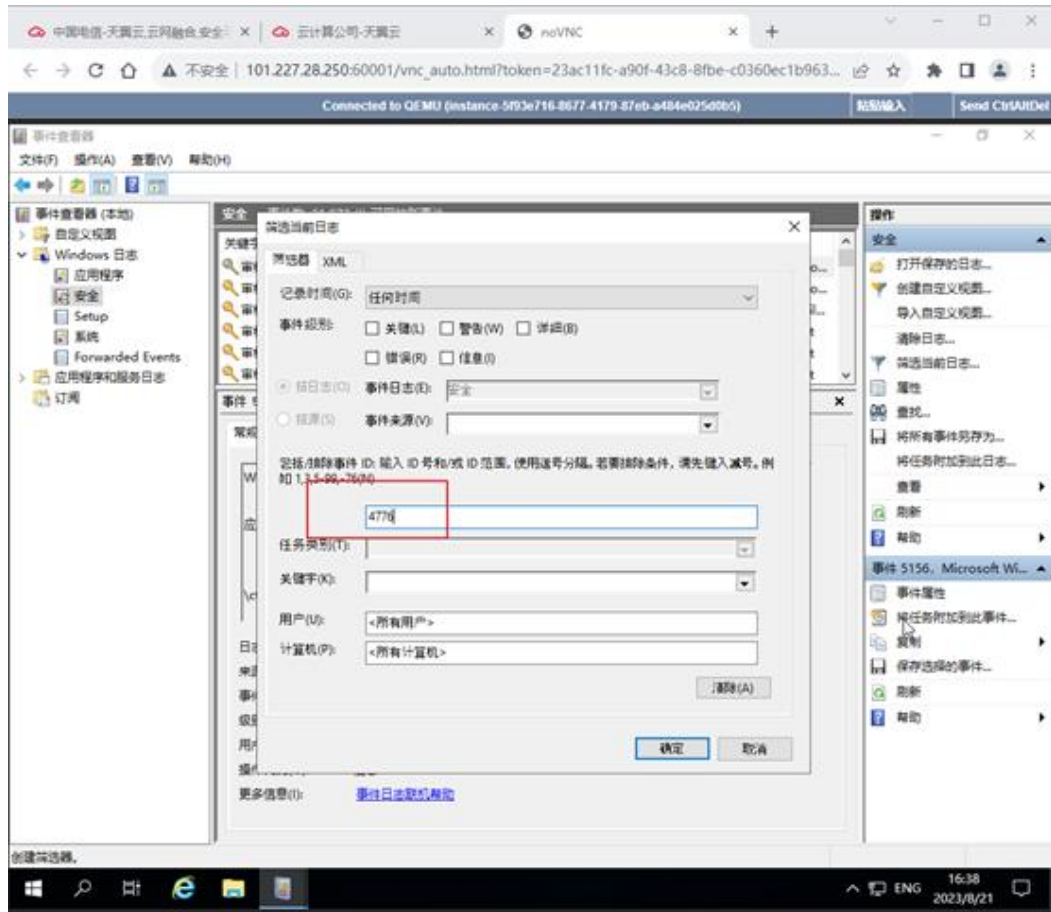 中国电信-天翼云,云网融合,安全
云计算公司-天翼云
noVNC
不安全 | 101.227.28.250:60001/vnc_auto.html?token=23ac11fc-a90f-43c8-8fbe-c0360ec1b963...
Connected to QEMU (instance-5f93e716-8677-4179-87eb-a484e025d0b5)
粘贴输入
Send CtrlAltDel
事件查看器
文件(F) 操作(A) 查看(V) 帮助(H)
事件查看器 (本地)
自定义视图
Windows 日志
应用程序
安全
Setup
系统
Forwarded Events
应用程序和服务日志
订阅
安全
筛选当前日志
筛选器 XML
记录时间(G): 任何时间
事件级别: 关键(L) 警告(W) 详细(B)
错误(R) 信息(I)
按日志(O) 事件日志(E): 安全
按源(S) 事件来源(V):
包括/排除事件 ID: 输入 ID 号和/或 ID 范围，使用逗号分隔。若要排除条件，请先键入减号。例
如 1,3,5-99,-76(N)
4776
任务类别(T):
关键字(K):
用户(U): <所有用户>
计算机(P): <所有计算机>
清除(A)
确定 取消
更多信息(I): 事件日志联机帮助
操作
安全
打开保存的日志...
创建自定义视图...
导入自定义视图...
清除日志...
筛选当前日志...
属性
查找...
将所有事件另存为...
将任务附加到此日志...
查看
刷新
帮助
事件 5156，Microsoft Wi...
事件属性
将任务附加到此事件...
复制
保存选择的事件...
刷新
帮助
创建筛选器。
ENG
16:38
2023/8/21